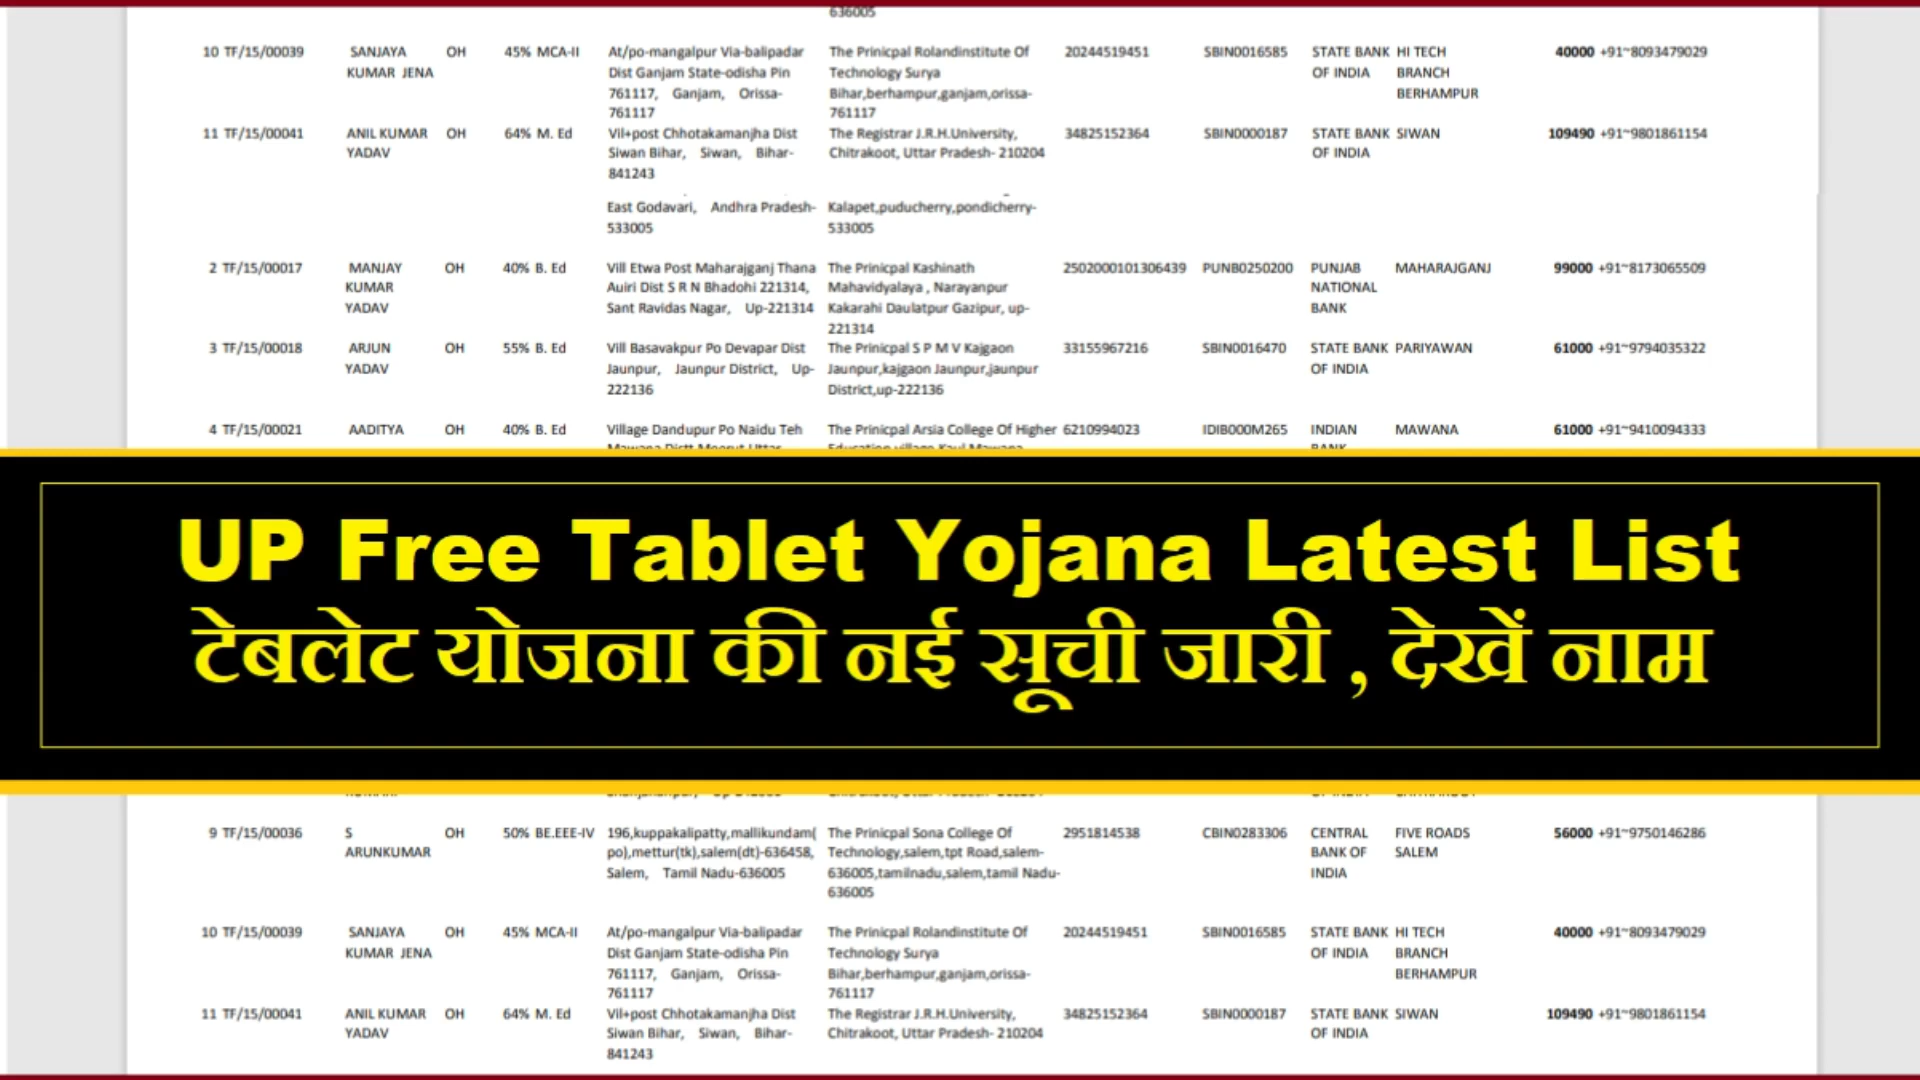 636005
10 TF/15/00039 SANJAYA OH 45% MCA-II At/po-mangalpur Via-balipadar The Prinicpal Rolandinstitute Of 20244519451 SBIN0016585 STATE BANK HI TECH 40000 +91~8093479029
KUMAR JENA Dist Ganjam State-odisha Pin Technology Surya OF INDIA BRANCH
761117, Ganjam, Orissa- Bihar,berhampur,ganjam,orissa- BERHAMPUR
761117 761117
11 TF/15/00041 ANIL KUMAR OH 64% M. Ed Vil+post Chhotakamanjha Dist The Registrar J.R.H.University, 34825152364 SBIN0000187 STATE BANK SIWAN 109490 +91~9801861154
YADAV Siwan Bihar, Siwan, Bihar- Chitrakoot, Uttar Pradesh- 210204 OF INDIA
841243
East Godavari, Andhra Pradesh- Kalapet,puducherry,pondicherry-
533005 533005
2 TF/15/00017 MANJAY OH 40% B. Ed Vill Etwa Post Maharajganj Thana The Prinicpal Kashinath 2502000101306439 PUNB0250200 PUNJAB MAHARAJGANJ 99000 +91~8173065509
KUMAR Auiri Dist S R N Bhadohi 221314, Mahavidyalaya , Narayanpur NATIONAL
YADAV Sant Ravidas Nagar, Up-221314 Kakarahi Daulatpur Gazipur, up- BANK
221314
3 TF/15/00018 ARJUN OH 55% B. Ed Vill Basavakpur Po Devapar Dist The Prinicpal S P M V Kajgaon 33155967216 SBIN0016470 STATE BANK PARIYAWAN 61000 +91~9794035322
YADAV Jaunpur, Jaunpur District, Up- Jaunpur,kajgaon Jaunpur,jaunpur OF INDIA
222136 District,up-222136
4 TF/15/00021 AADITYA OH 40% B. Ed Village Dandupur Po Naidu Teh The Prinicpal Arsia College Of Higher 6210994023 IDIB000M265 INDIAN MAWANA 61000 +91~9410094333
UP Free Tablet Yojana Latest List
टेबलेट योजना की नई सूची जारी , देखें नाम
9 TF/15/00036 S OH 50% BE.EEE-IV 196,kuppakalipatty,mallikundam( The Prinicpal Sona College Of 2951814538 CBIN0283306 CENTRAL FIVE ROADS 56000 +91~9750146286
ARUNKUMAR po),mettur(tk),salem(dt)-636458, Technology,salem,tpt Road,salem- BANK OF SALEM
Salem, Tamil Nadu-636005 636005,tamilnadu,salem,tamil Nadu- INDIA
636005
10 TF/15/00039 SANJAYA OH 45% MCA-II At/po-mangalpur Via-balipadar The Prinicpal Rolandinstitute Of 20244519451 SBIN0016585 STATE BANK HI TECH 40000 +91~8093479029
KUMAR JENA Dist Ganjam State-odisha Pin Technology Surya OF INDIA BRANCH
761117, Ganjam, Orissa- Bihar,berhampur,ganjam,orissa- BERHAMPUR
761117 761117
11 TF/15/00041 ANIL KUMAR OH 64% M. Ed Vil+post Chhotakamanjha Dist The Registrar J.R.H.University, 34825152364 SBIN0000187 STATE BANK SIWAN 109490 +91~9801861154
YADAV Siwan Bihar, Siwan, Bihar- Chitrakoot, Uttar Pradesh- 210204 OF INDIA
841243